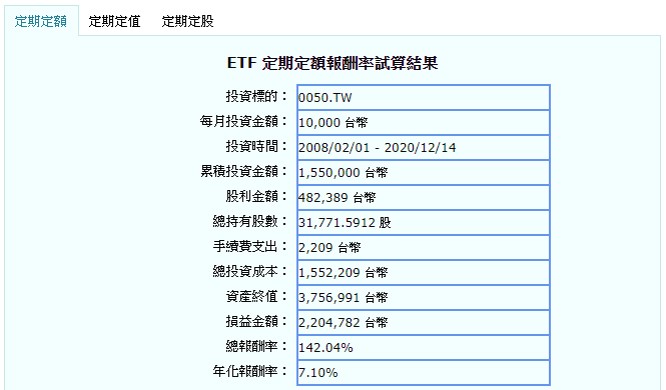 定期定額 定期定值 定期定股
ETF 定期定額報酬率試算結果
投資標的： 0050.TW
每月投資金額： 10,000 台幣
投資時間： 2008/02/01 - 2020/12/14
累積投資金額： 1,550,000 台幣
股利金額： 482,389 台幣
總持有股數： 31,771.5912 股
手續費支出： 2,209 台幣
總投資成本： 1,552,209 台幣
資產終值： 3,756,991 台幣
損益金額： 2,204,782 台幣
總報酬率： 142.04%
年化報酬率： 7.10%